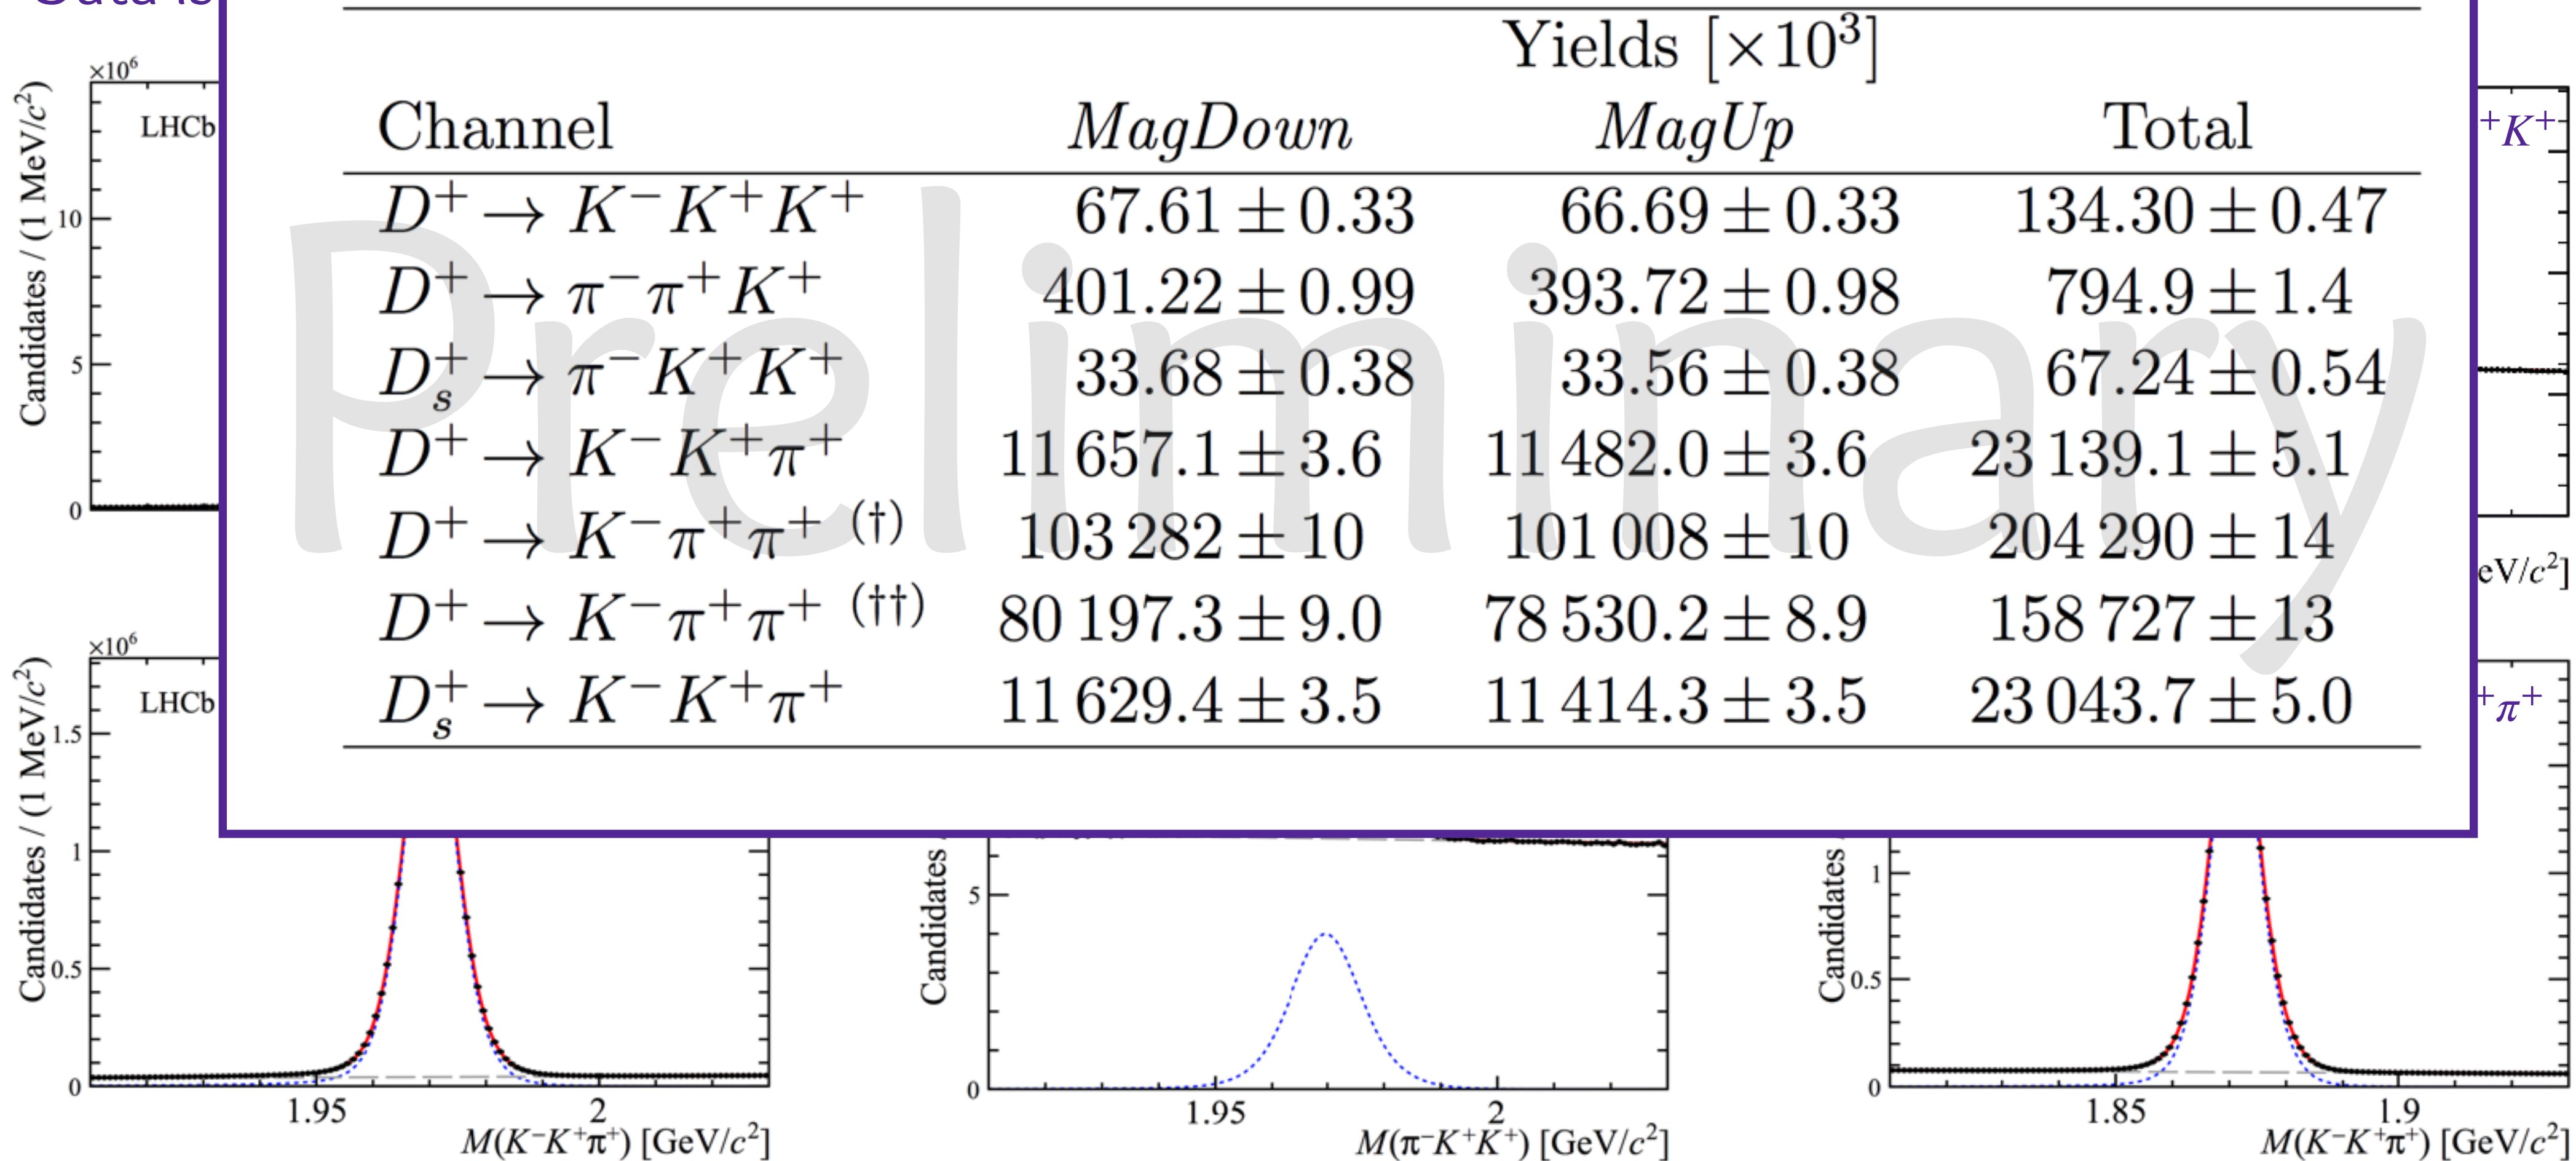 Yields [×10³]
Channel MagDown MagUp Total
D⁺ → K⁻K⁺K⁺ 67.61 ± 0.33 66.69 ± 0.33 134.30 ± 0.47
D⁺ → π⁻π⁺K⁺ 401.22 ± 0.99 393.72 ± 0.98 794.9 ± 1.4
Dₛ⁺ → π⁻K⁺K⁺ 33.68 ± 0.38 33.56 ± 0.38 67.24 ± 0.54
D⁺ → K⁻K⁺π⁺ 11 657.1 ± 3.6 11 482.0 ± 3.6 23 139.1 ± 5.1
D⁺ → K⁻π⁺π⁺ (†) 103 282 ± 10 101 008 ± 10 204 290 ± 14
D⁺ → K⁻π⁺π⁺ (††) 80 197.3 ± 9.0 78 530.2 ± 8.9 158 727 ± 13
Dₛ⁺ → K⁻K⁺π⁺ 11 629.4 ± 3.5 11 414.3 ± 3.5 23 043.7 ± 5.0
Preliminary
×10⁶
LHCb
Candidates / (1 MeV/c²)
10
5
0
⁺K⁺
eV/c²]
×10⁶
LHCb
Candidates / (1 MeV/c²)
1.5
1
0.5
0
1.95 2
M(K⁻K⁺π⁺) [GeV/c²]
Candidates
5
0
1.95 2
M(π⁻K⁺K⁺) [GeV/c²]
⁺π⁺
Candidates
1
0.5
0
1.85 1.9
M(K⁻K⁺π⁺) [GeV/c²]